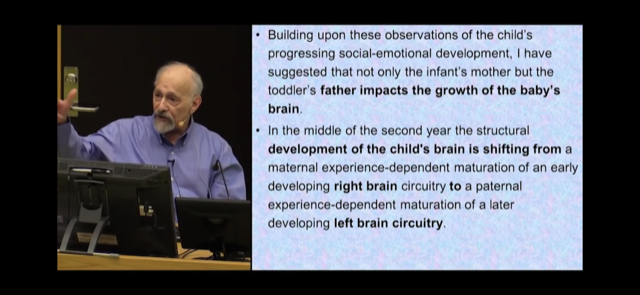 • Building upon these observations of the child's
progressing social-emotional development, I have
suggested that not only the infant's mother but the
toddler's father impacts the growth of the baby's
brain.
• In the middle of the second year the structural
development of the child's brain is shifting from a
maternal experience-dependent maturation of an early
developing right brain circuitry to a paternal
experience-dependent maturation of a later
developing left brain circuitry.